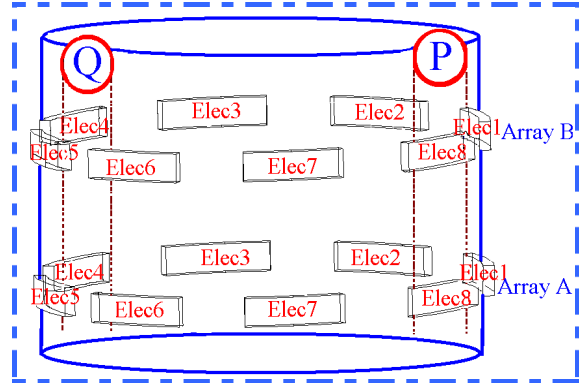 Q
P
Elec3
Elec2
Elec4
Elec1
Array B
Elec5
Elec6
Elec7
Elec8
Elec3
Elec2
Elec4
Elec1
Array A
Elec5
Elec6
Elec7
Elec8